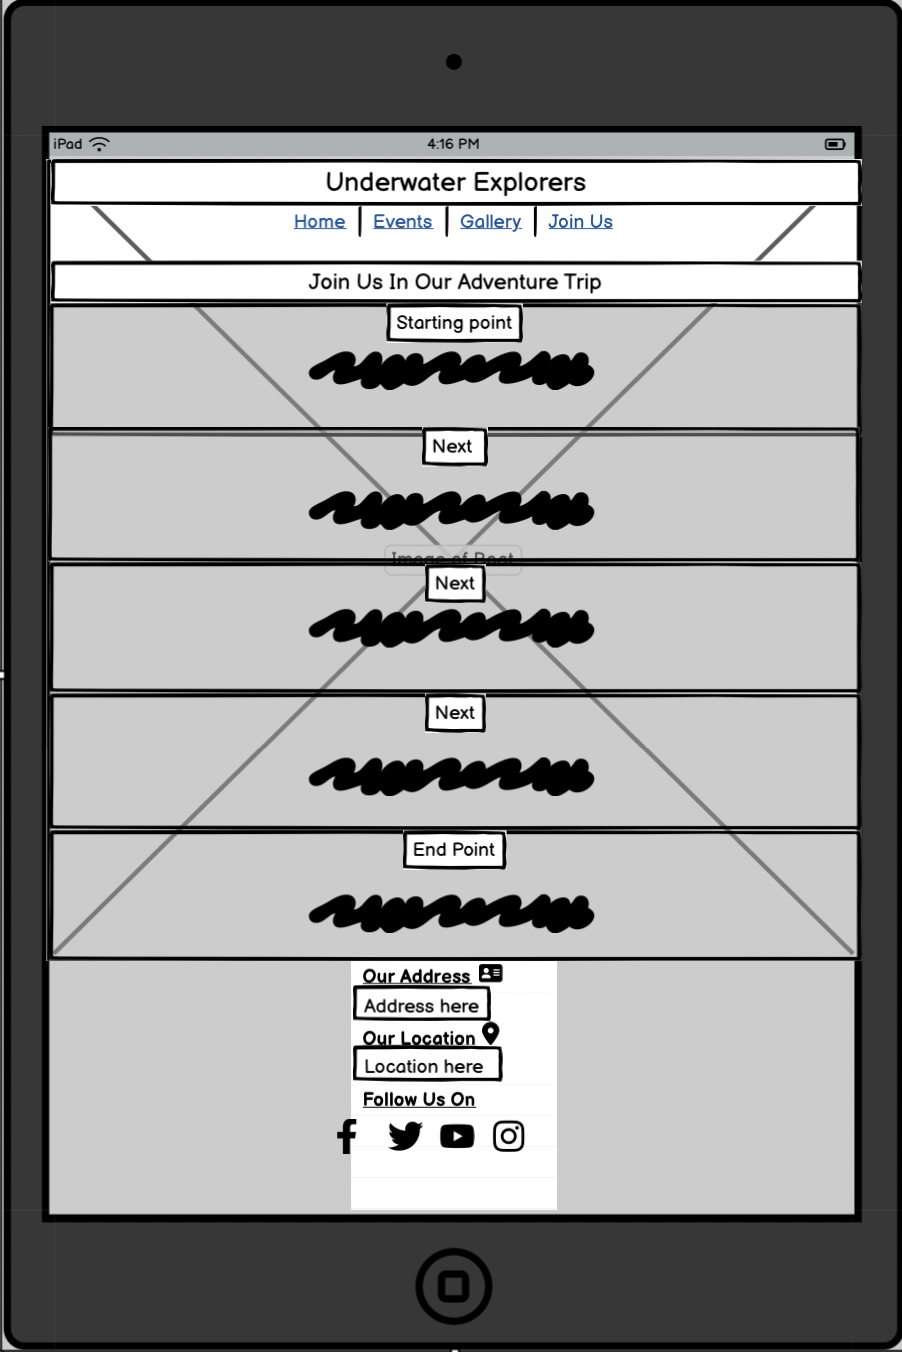 iPad 4:16 PM
Underwater Explorers
Home Events Gallery Join Us
Join Us In Our Adventure Trip
Starting point
Next
Image of Boat
Next
Next
End Point
Our Address
Address here
Our Location
Location here
Follow Us On